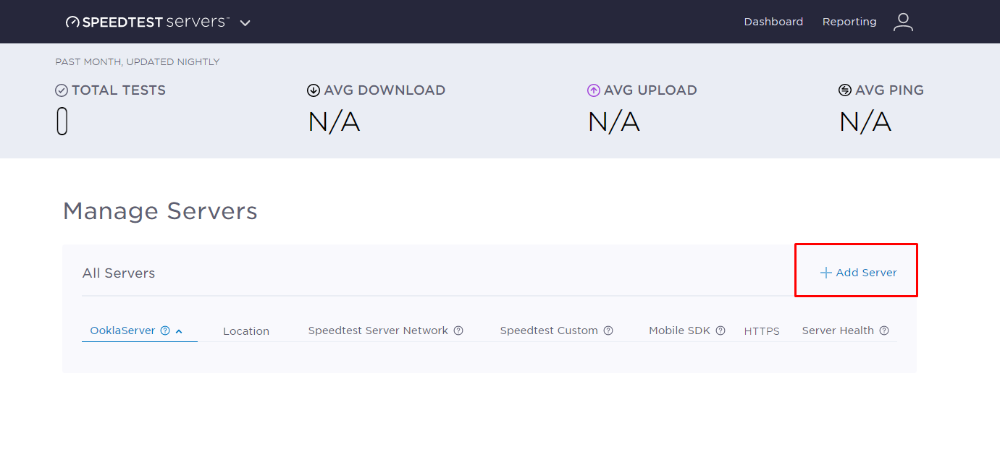 SPEEDTEST servers™
Dashboard Reporting
PAST MONTH, UPDATED NIGHTLY
TOTAL TESTS AVG DOWNLOAD AVG UPLOAD AVG PING
0 N/A N/A N/A
Manage Servers
All Servers + Add Server
OoklaServer ? Location Speedtest Server Network ? Speedtest Custom ? Mobile SDK ? HTTPS Server Health ?